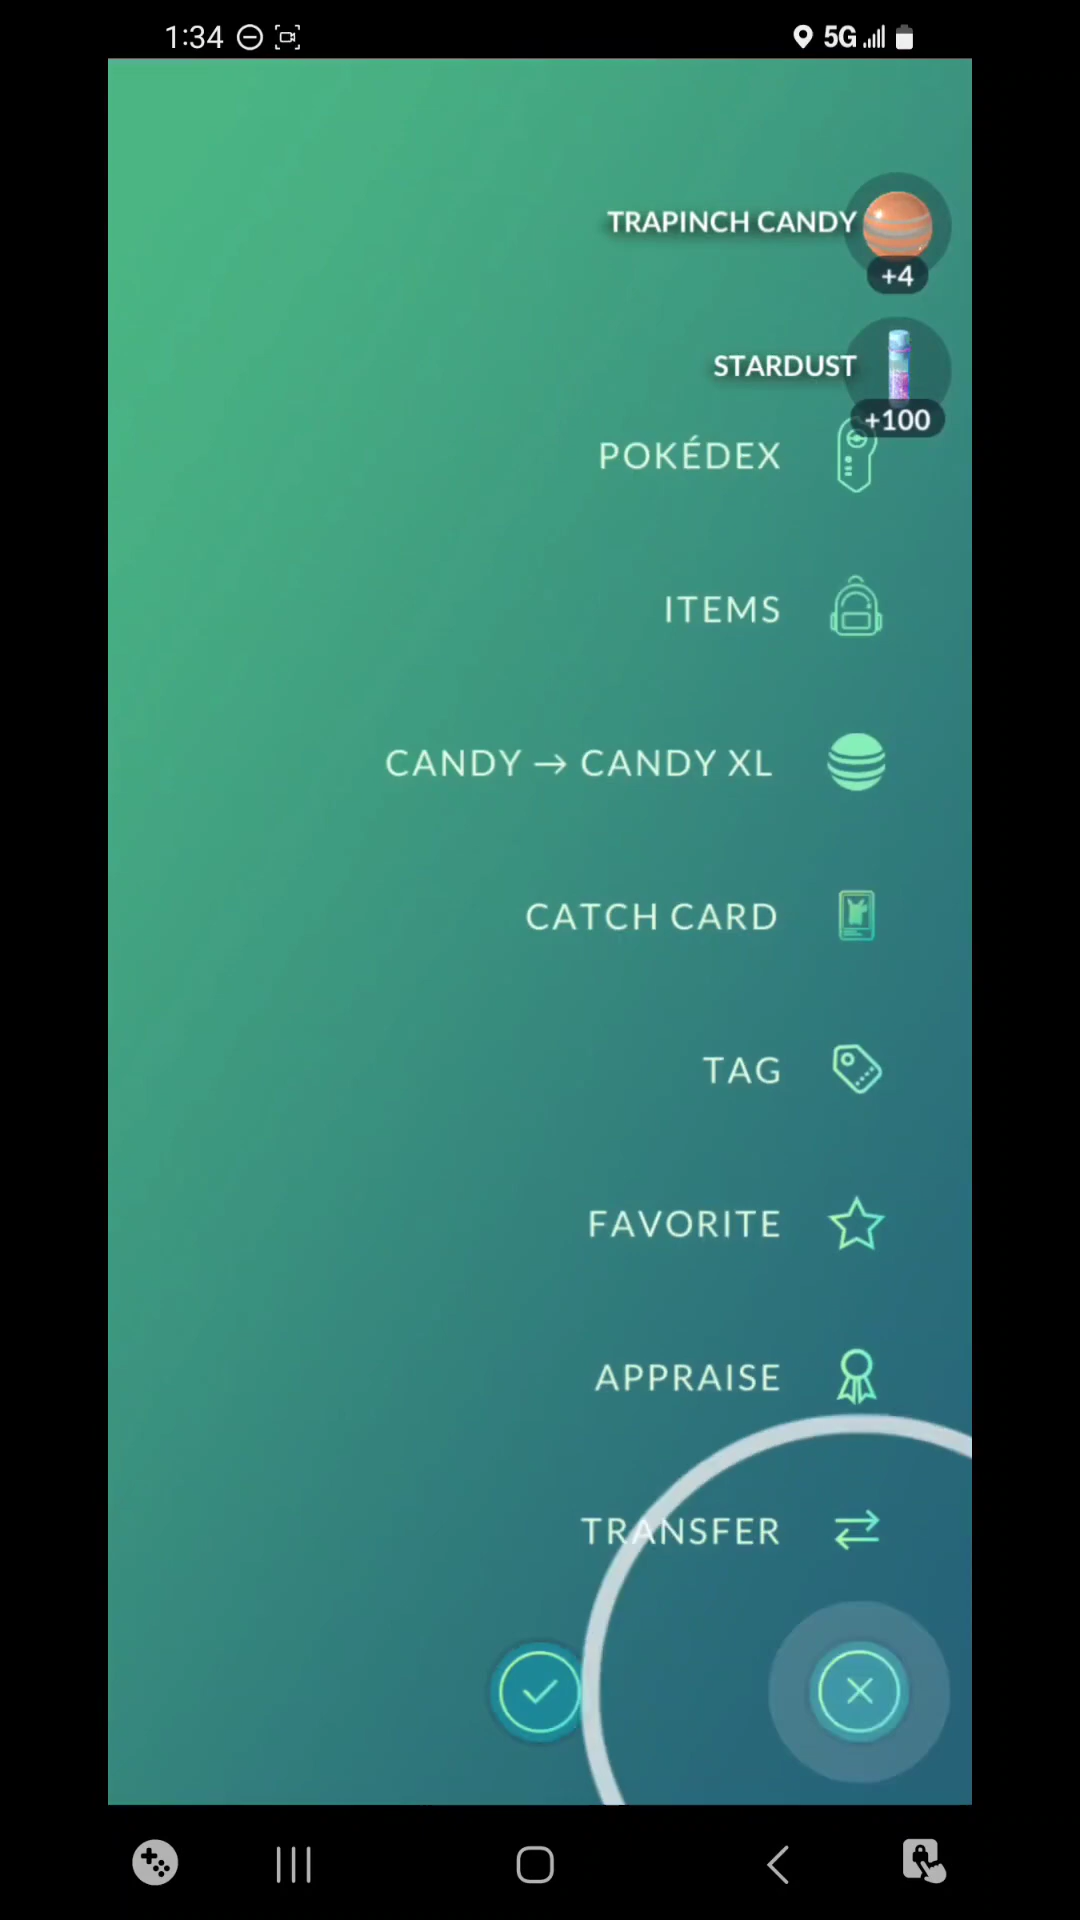 1:34
5G
TRAPINCH CANDY
+4
STARDUST
+100
POKÉDEX
ITEMS
CANDY → CANDY XL
CATCH CARD
TAG
FAVORITE
APPRAISE
TRANSFER